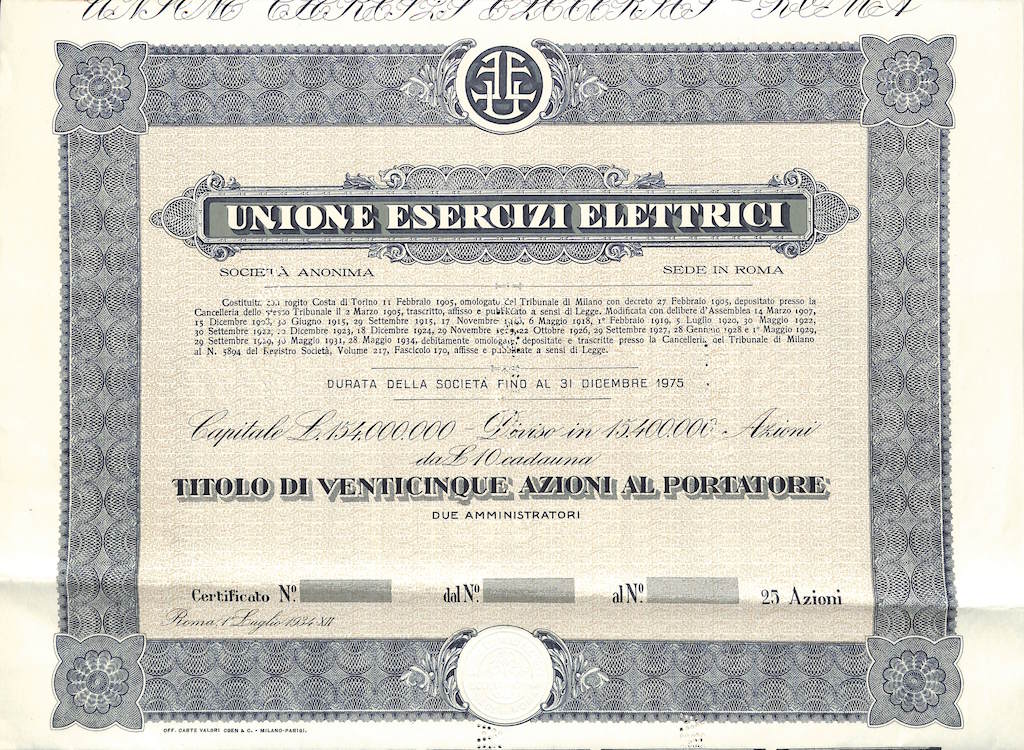 UNIONE ESERCIZI ELETTRICI
SOCIETÀ ANONIMA SEDE IN ROMA
Costituita con rogito Costa di Torino 11 Febbraio 1905, omologato del Tribunale di Milano con decreto 27 Febbraio 1905, depositato presso la
Cancelleria dello stesso Tribunale il 2 Marzo 1905, trascritto, affisso e pubblicato a sensi di Legge. Modificata con delibere d'Assemblea 14 Marzo 1907,
15 Dicembre 30 Giugno 1915, 29 Settembre 1915, 17 Novembre 6 Maggio 1918, 1° Febbraio 1919, 5 Luglio 1920, 30 Maggio 1922,
30 Settembre 1922, Dicembre 1923, 18 Dicembre 1924, 29 Novembre 22 Ottobre 1926, 29 Settembre 1927, 28 Gennaio 1928 e 1° Maggio 1929,
29 Settembre 1929, 30 Maggio 1931, 28 Maggio 1934, debitamente omologate, depositate e trascritte presso la Cancelleria del Tribunale di Milano
al N. 5894 del Registro Società, Volume 217, Fascicolo 170, affisse e pubblicate a sensi di Legge.
DURATA DELLA SOCIETÀ FINO AL 31 DICEMBRE 1975
Capitale L. 154.000.000 - Diviso in 15.400.000 Azioni
da L. 10 cadauna
TITOLO DI VENTICINQUE AZIONI AL PORTATORE
DUE AMMINISTRATORI
Certificato N° dal N° al N° 25 Azioni
Roma, 1° Luglio 1934-XII
OFF. CARTE VALORI COEN & C. - MILANO-PARIGI.